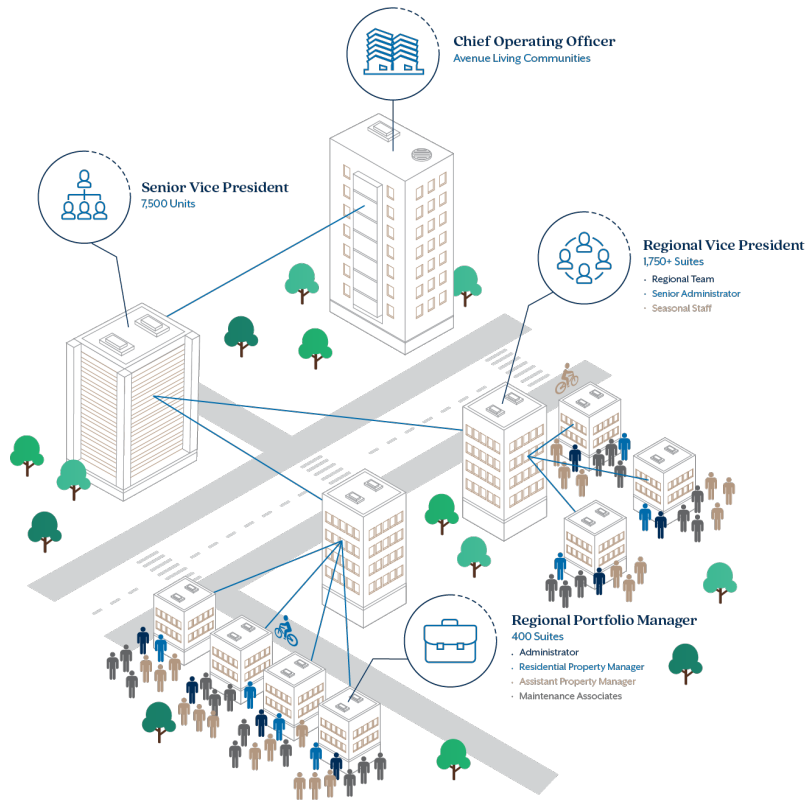 Chief Operating Officer
Avenue Living Communities
Senior Vice President
7,500 Units
Regional Vice President
1,750+ Suites
· Regional Team
· Senior Administrator
· Seasonal Staff
Regional Portfolio Manager
400 Suites
· Administrator
· Residential Property Manager
· Assistant Property Manager
· Maintenance Associates